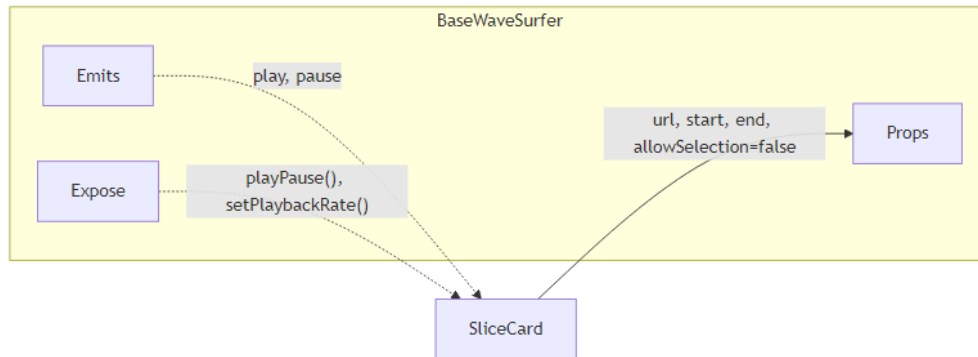 BaseWaveSurfer
Emits
play, pause
url, start, end,
allowSelection=false
Props
Expose
playPause(),
setPlaybackRate()
SliceCard